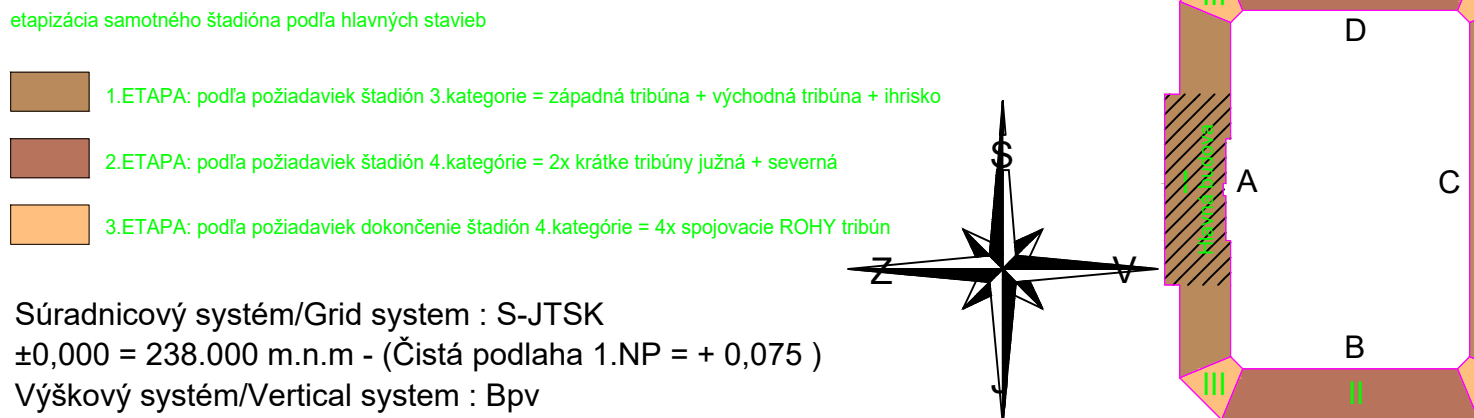 etapizácia samotného štadióna podľa hlavných stavieb
1.ETAPA: podľa požiadaviek štadión 3.kategorie = západná tribúna + východná tribúna + ihrisko
2.ETAPA: podľa požiadaviek štadión 4.kategórie = 2x krátke tribúny južná + severná
3.ETAPA: podľa požiadaviek dokončenie štadión 4.kategórie = 4x spojovacie ROHY tribún
Súradnicový systém/Grid system : S-JTSK
±0,000 = 238.000 m.n.m - (Čistá podlaha 1.NP = + 0,075 )
Výškový systém/Vertical system : Bpv
S
Z
V
J
III
D
I
Hlavná budova
A
C
B
III
II